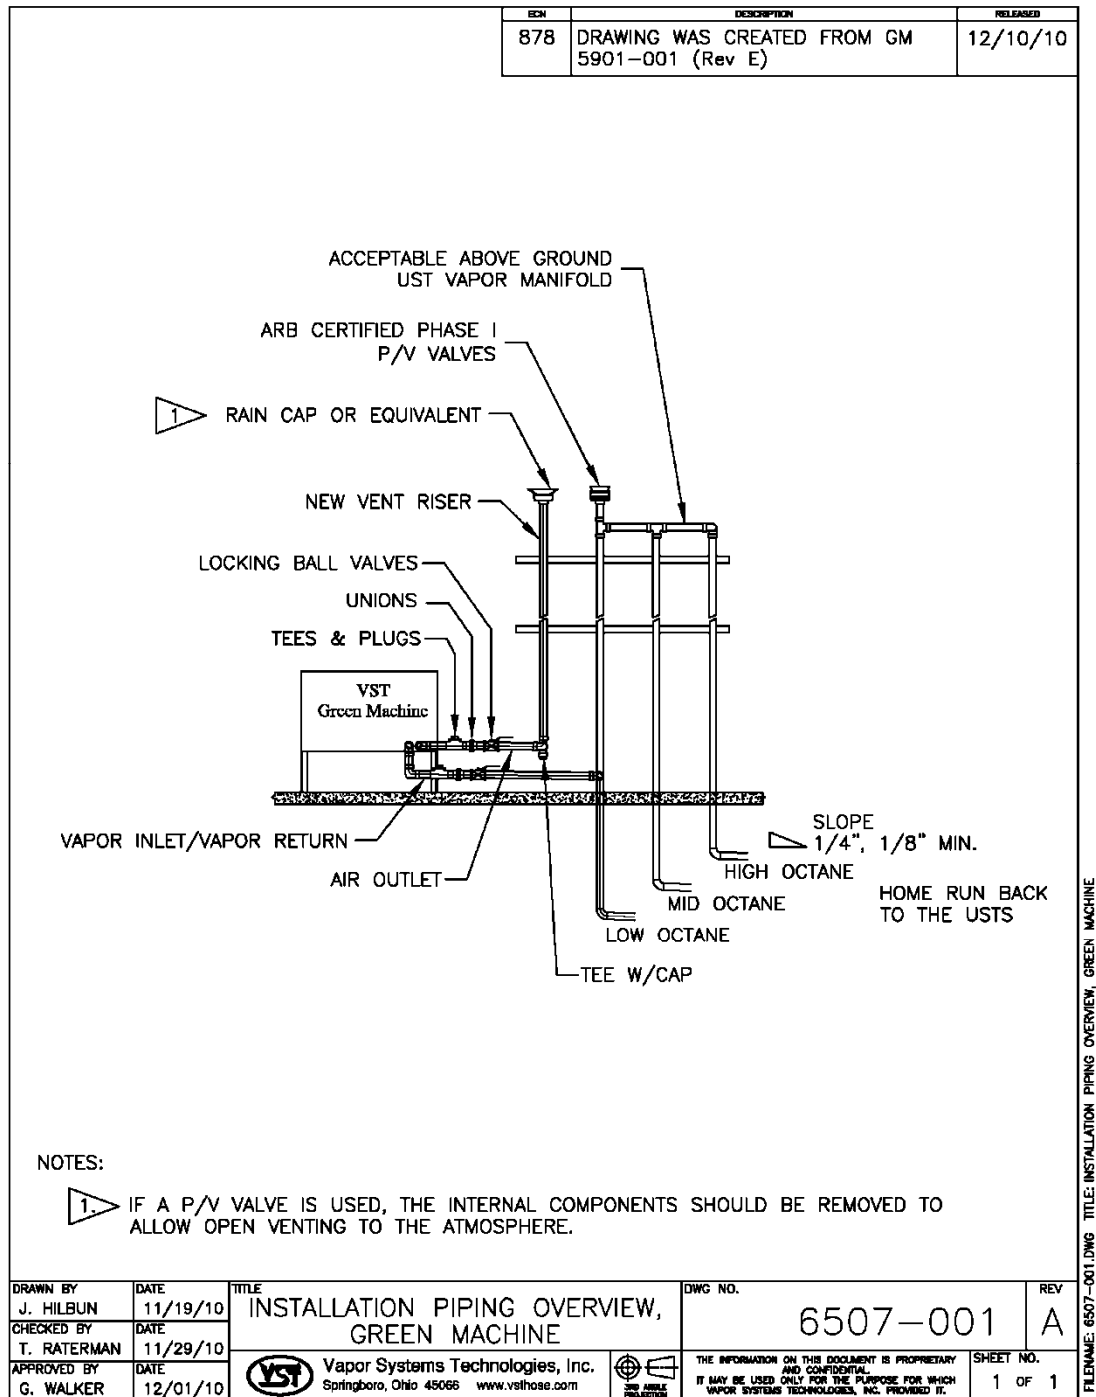 ECN DESCRIPTION RELEASED
878 DRAWING WAS CREATED FROM GM 12/10/10
5901-001 (Rev E)
ACCEPTABLE ABOVE GROUND
UST VAPOR MANIFOLD
ARB CERTIFIED PHASE I
P/V VALVES
1 RAIN CAP OR EQUIVALENT
NEW VENT RISER
LOCKING BALL VALVES
UNIONS
TEES & PLUGS
VST
Green Machine
VAPOR INLET/VAPOR RETURN
AIR OUTLET
SLOPE
1/4", 1/8" MIN.
HIGH OCTANE
MID OCTANE
LOW OCTANE
HOME RUN BACK
TO THE USTS
TEE W/CAP
NOTES:
1. IF A P/V VALVE IS USED, THE INTERNAL COMPONENTS SHOULD BE REMOVED TO
ALLOW OPEN VENTING TO THE ATMOSPHERE.
DRAWN BY DATE
J. HILBUN 11/19/10
CHECKED BY DATE
T. RATERMAN 11/29/10
APPROVED BY DATE
G. WALKER 12/01/10
TITLE
INSTALLATION PIPING OVERVIEW,
GREEN MACHINE
VST Vapor Systems Technologies, Inc.
Springboro, Ohio 45066 www.vsthose.com
3RD ANGLE
PROJECTION
DWG NO.
6507-001
REV
A
THE INFORMATION ON THIS DOCUMENT IS PROPRIETARY
AND CONFIDENTIAL.
IT MAY BE USED ONLY FOR THE PURPOSE FOR WHICH
VAPOR SYSTEMS TECHNOLOGIES, INC. PROVIDED IT.
SHEET NO.
1 OF 1
FILENAME: 6507-001.DWG TITLE: INSTALLATION PIPING OVERVIEW, GREEN MACHINE